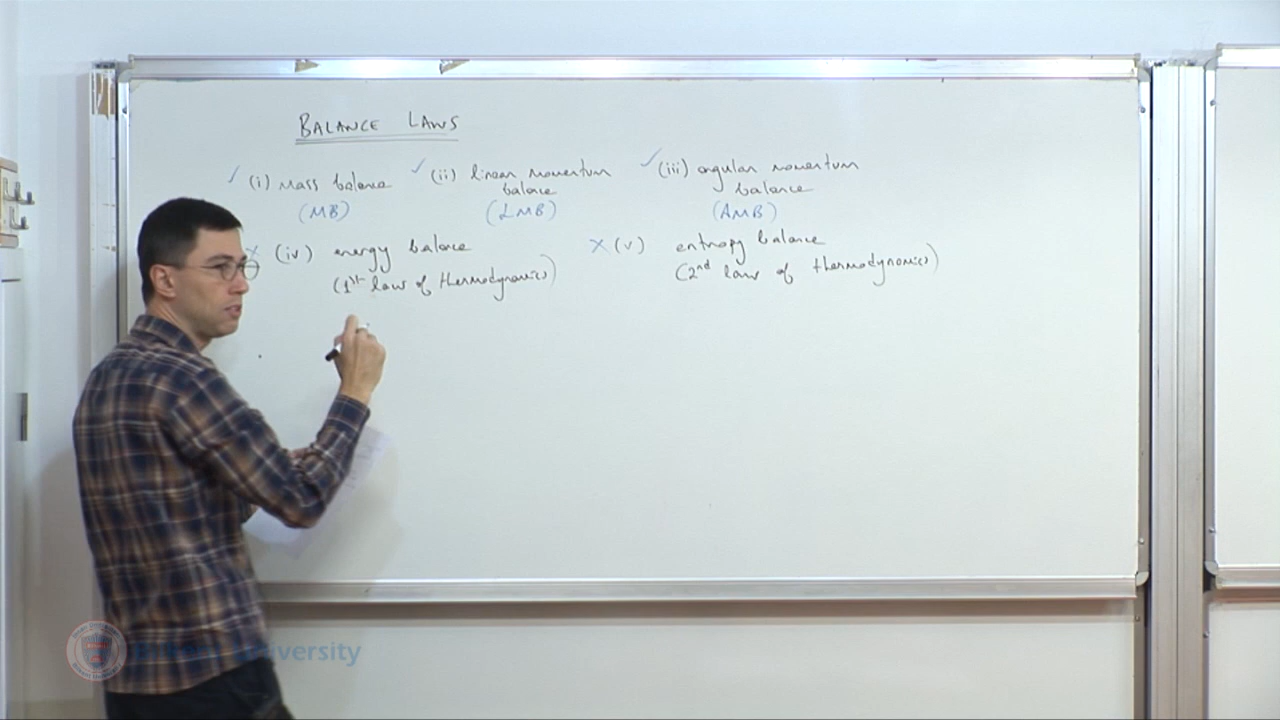 BALANCE LAWS
✓ (i) mass balance ✓ (ii) linear momentum balance ✓ (iii) angular momentum balance
(MB) (LMB) (AMB)
x (iv) energy balance x (v) entropy balance
(1st law of thermodynamics) (2nd law of thermodynamics)
University